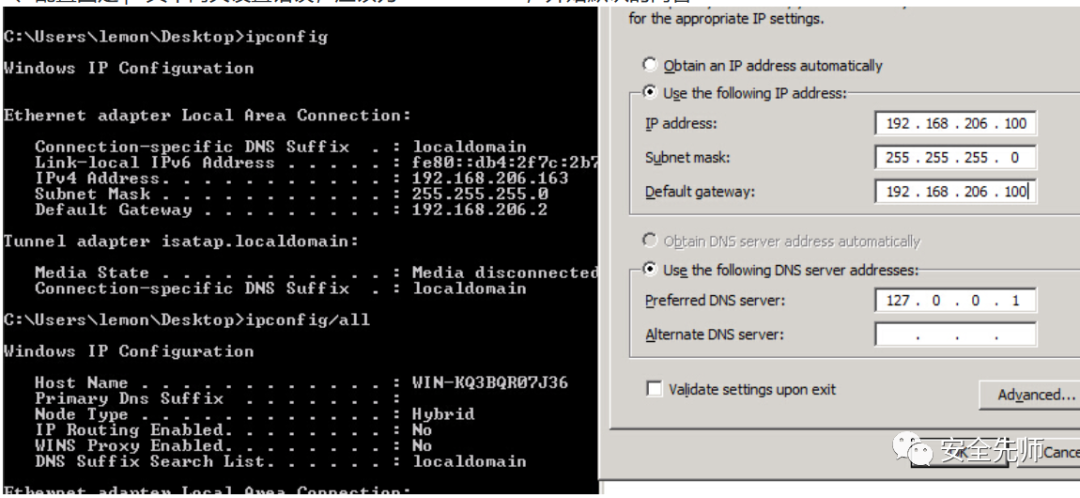 C:\Users\lemon\Desktop>ipconfig
Windows IP Configuration
Ethernet adapter Local Area Connection:
Connection-specific DNS Suffix . : localdomain
Link-local IPv6 Address . . . . . : fe80::db4:2f7c:2b7
IPv4 Address. . . . . . . . . . . : 192.168.206.163
Subnet Mask . . . . . . . . . . . : 255.255.255.0
Default Gateway . . . . . . . . . : 192.168.206.2
Tunnel adapter isatap.localdomain:
Media State . . . . . . . . . . . : Media disconnected
Connection-specific DNS Suffix . : localdomain
C:\Users\lemon\Desktop>ipconfig/all
Windows IP Configuration
Host Name . . . . . . . . . . . . : WIN-KQ3BQR07J36
Primary Dns Suffix . . . . . . . :
Node Type . . . . . . . . . . . . : Hybrid
IP Routing Enabled. . . . . . . . : No
WINS Proxy Enabled. . . . . . . . : No
DNS Suffix Search List. . . . . . : localdomain
Ethernet adapter Local Area Connection:
for the appropriate IP settings.
Obtain an IP address automatically
Use the following IP address:
IP address: 192 . 168 . 206 . 100
Subnet mask: 255 . 255 . 255 . 0
Default gateway: 192 . 168 . 206 . 100
Obtain DNS server address automatically
Use the following DNS server addresses:
Preferred DNS server: 127 . 0 . 0 . 1
Alternate DNS server: . . .
Validate settings upon exit
Advanced...
安全先师
Cance